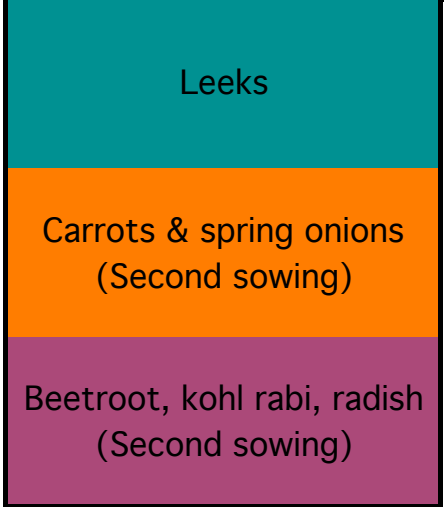 Leeks
Carrots & spring onions
(Second sowing)
Beetroot, kohl rabi, radish
(Second sowing)